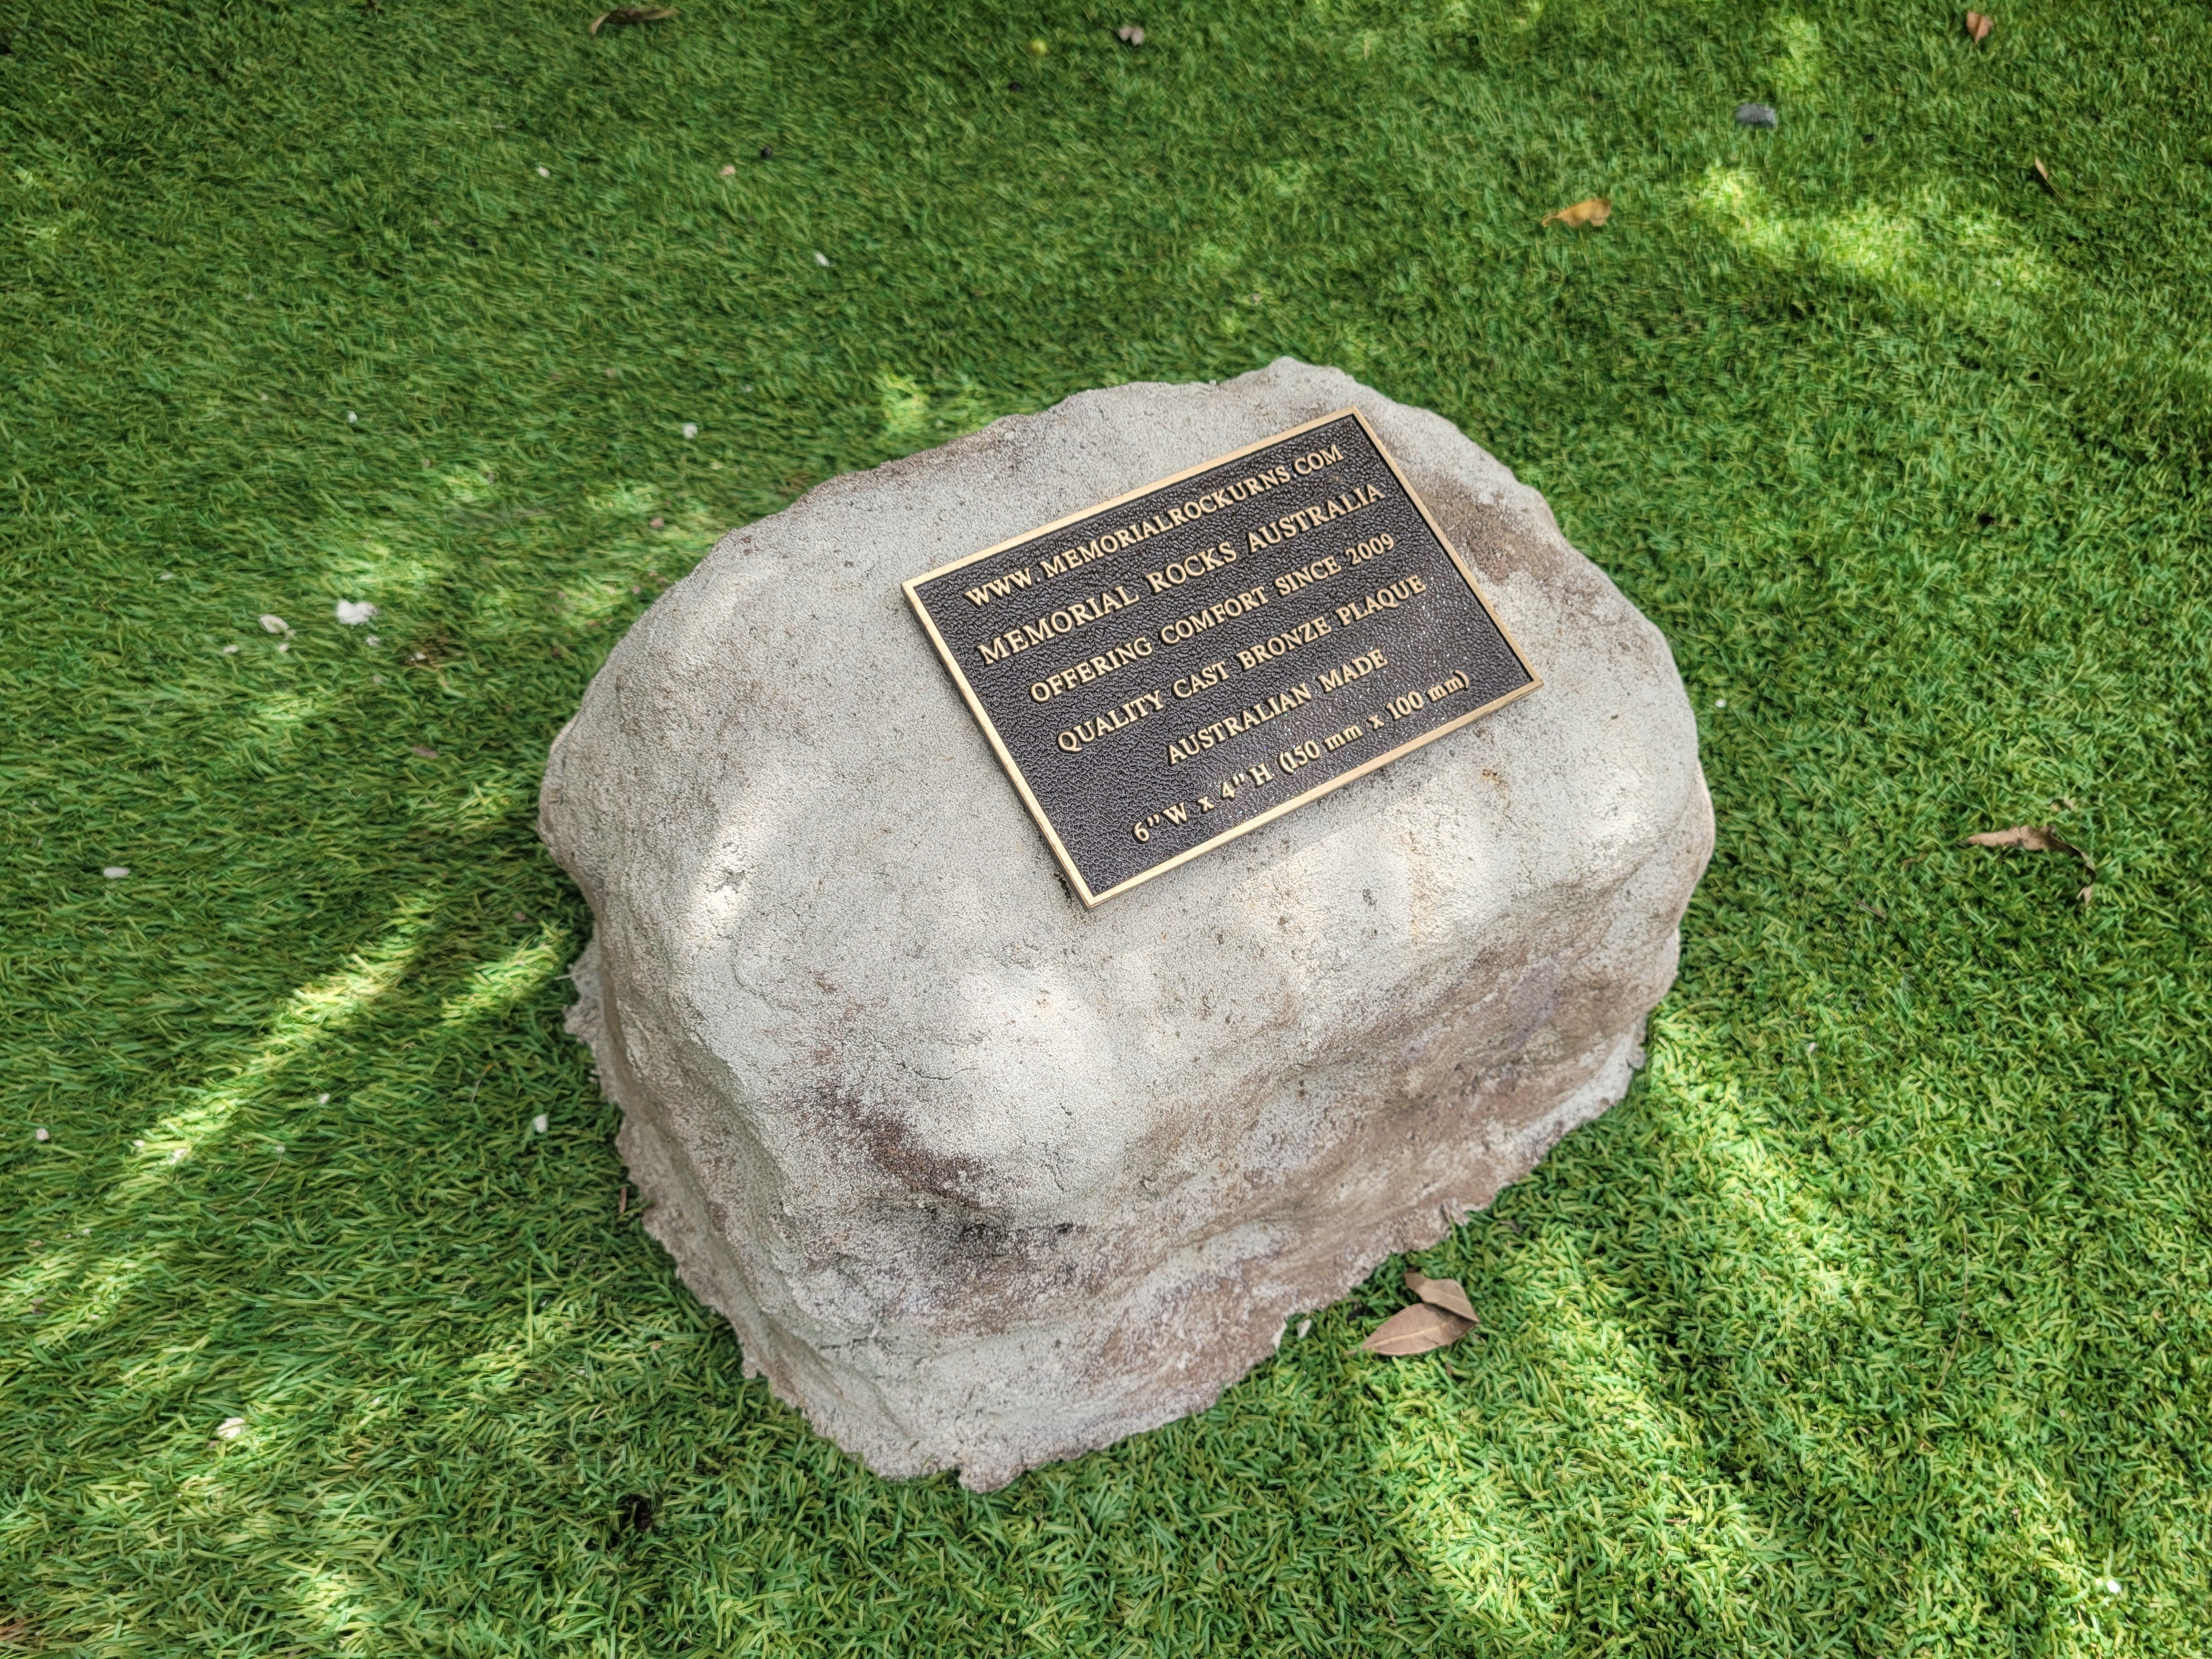 WWW.MEMORIALROCKURNS.COM
MEMORIAL ROCKS AUSTRALIA
OFFERING COMFORT SINCE 2009
QUALITY CAST BRONZE PLAQUE
AUSTRALIAN MADE
6"W x 4"H (150 mm x 100 mm)